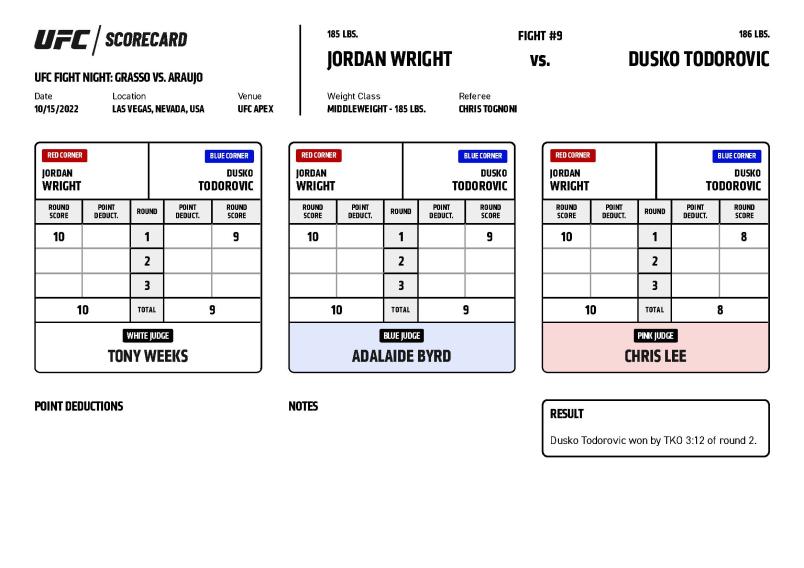 UFC / SCORECARD
UFC FIGHT NIGHT: GRASSO VS. ARAUJO
Date Location Venue
10/15/2022 LAS VEGAS, NEVADA, USA UFC APEX
185 LBS. FIGHT #9 186 LBS.
JORDAN WRIGHT VS. DUSKO TODOROVIC
Weight Class Referee
MIDDLEWEIGHT - 185 LBS. CHRIS TOGNONI
RED CORNER BLUE CORNER
JORDAN DUSKO
WRIGHT TODOROVIC
ROUND POINT ROUND POINT ROUND
SCORE DEDUCT. DEDUCT. SCORE
10 1 9
2
3
10 TOTAL 9
WHITE JUDGE
TONY WEEKS
RED CORNER BLUE CORNER
JORDAN DUSKO
WRIGHT TODOROVIC
ROUND POINT ROUND POINT ROUND
SCORE DEDUCT. DEDUCT. SCORE
10 1 9
2
3
10 TOTAL 9
BLUE JUDGE
ADALAIDE BYRD
RED CORNER BLUE CORNER
JORDAN DUSKO
WRIGHT TODOROVIC
ROUND POINT ROUND POINT ROUND
SCORE DEDUCT. DEDUCT. SCORE
10 1 8
2
3
10 TOTAL 8
PINK JUDGE
CHRIS LEE
POINT DEDUCTIONS
NOTES
RESULT
Dusko Todorovic won by TKO 3:12 of round 2.